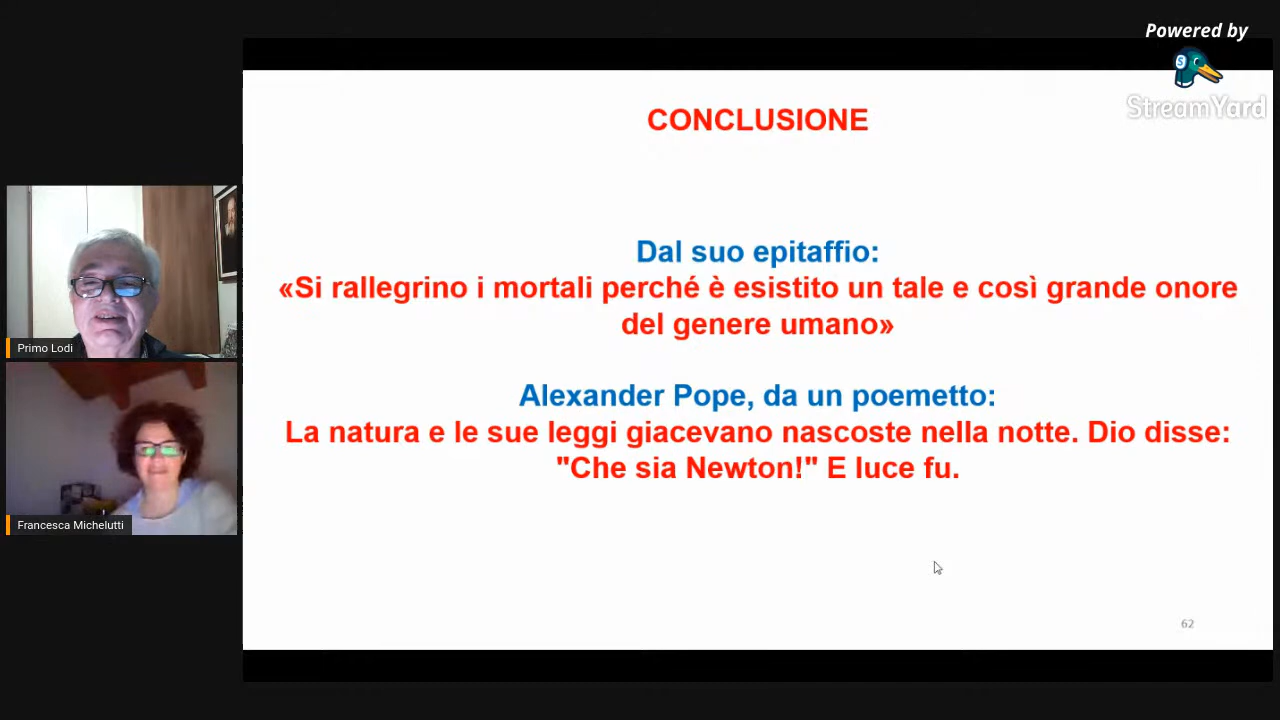 Powered by
StreamYard
CONCLUSIONE
Dal suo epitaffio:
«Si rallegrino i mortali perché è esistito un tale e così grande onore
del genere umano»
Alexander Pope, da un poemetto:
La natura e le sue leggi giacevano nascoste nella notte. Dio disse:
"Che sia Newton!" E luce fu.
62
Primo Lodi
Francesca Michelutti